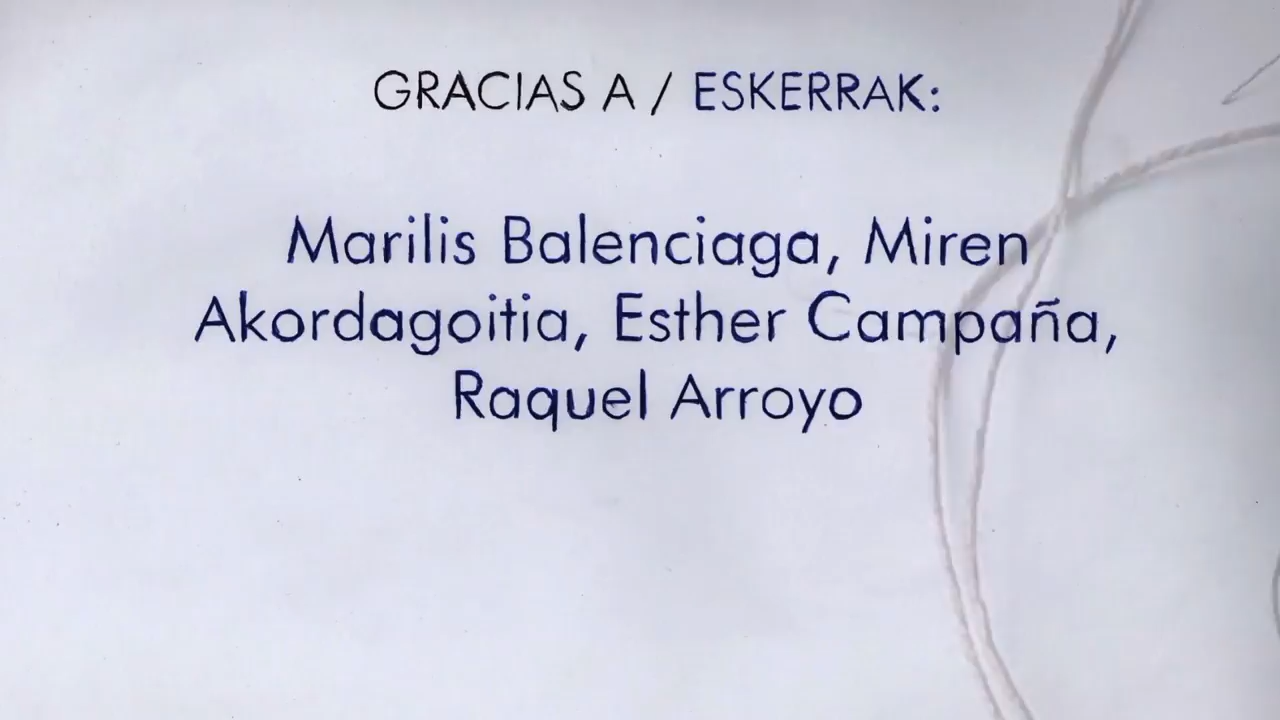 GRACIAS A / ESKERRAK:
Marilis Balenciaga, Miren
Akordagoitia, Esther Campaña,
Raquel Arroyo